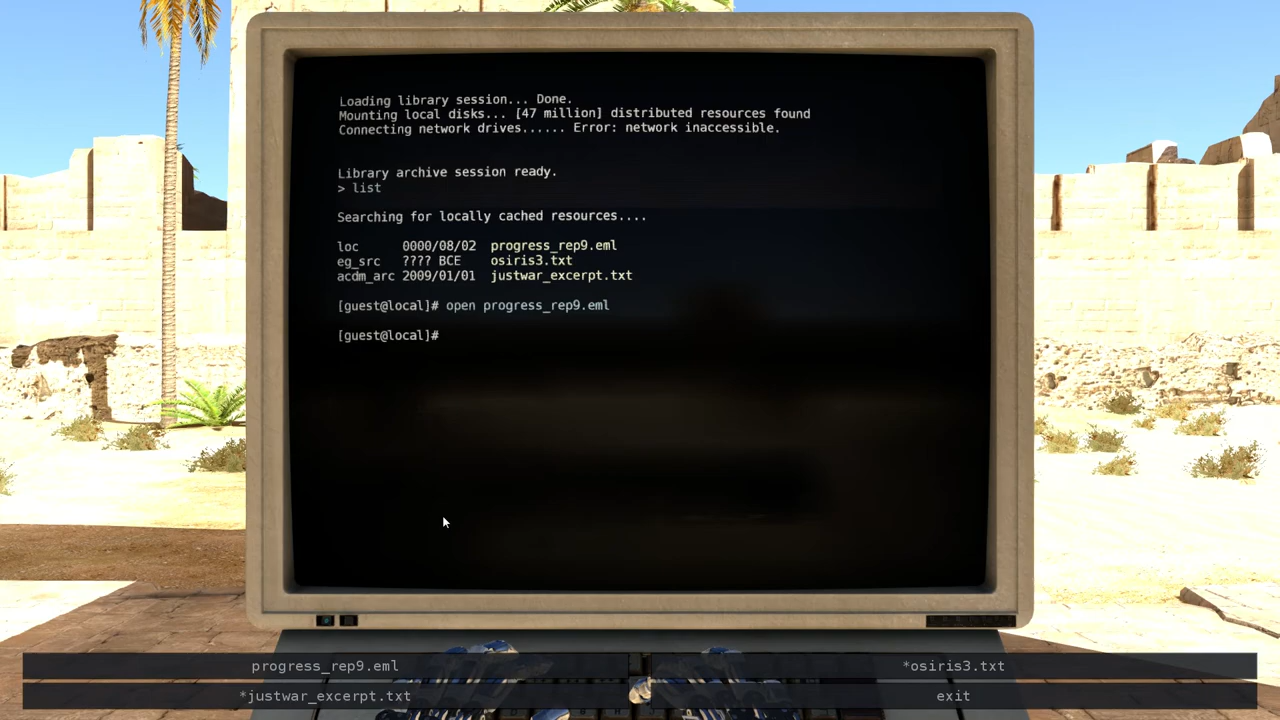 Loading library session... Done.
Mounting local disks... [47 million] distributed resources found
Connecting network drives...... Error: network inaccessible.
Library archive session ready.
> list
Searching for locally cached resources....
loc 0000/08/02 progress_rep9.eml
eg_src ???? BCE osiris3.txt
acdm_arc 2009/01/01 justwar_excerpt.txt
[guest@local]# open progress_rep9.eml
[guest@local]#
progress_rep9.eml *osiris3.txt
*justwar_excerpt.txt exit